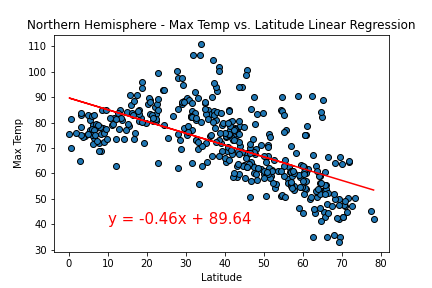 Northern Hemisphere - Max Temp vs. Latitude Linear Regression
110
100
90
80
70
60
50
40
30
Max Temp
y = -0.46x + 89.64
0 10 20 30 40 50 60 70 80
Latitude